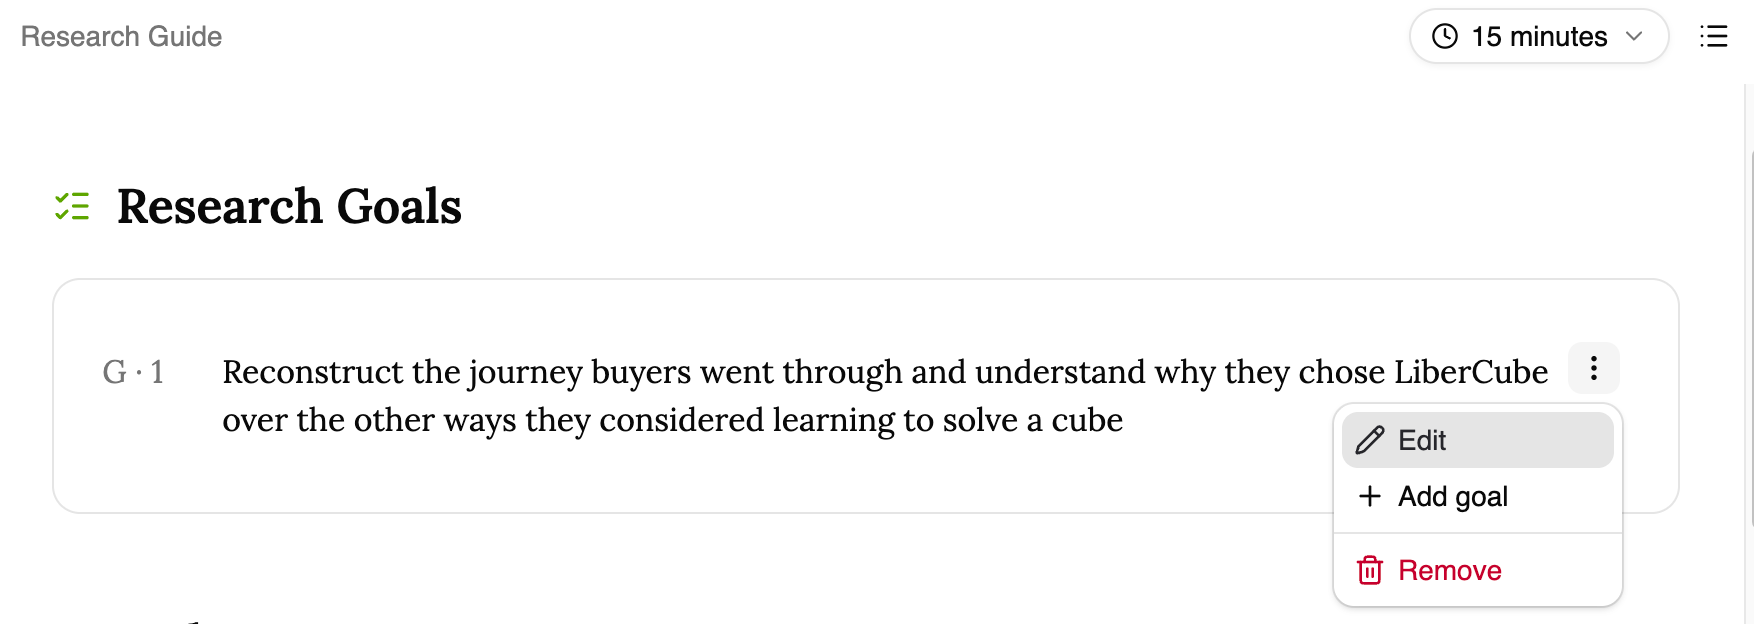 Research Guide
15 minutes
Research Goals
G · 1
Reconstruct the journey buyers went through and understand why they chose LiberCube
over the other ways they considered learning to solve a cube
Edit
Add goal
Remove